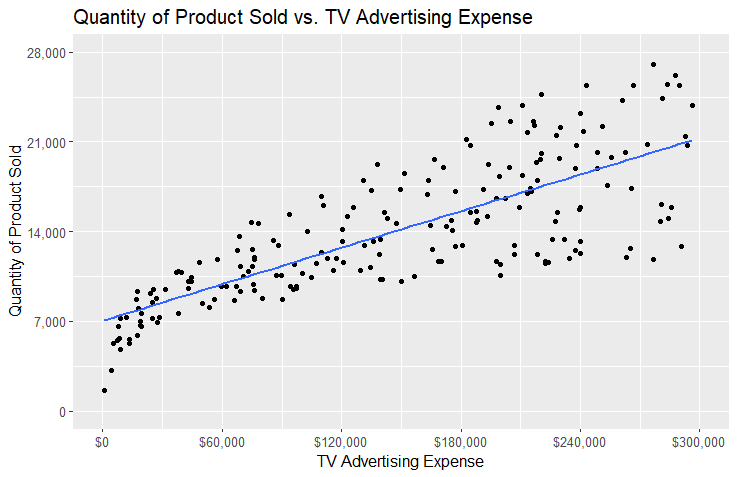 Quantity of Product Sold vs. TV Advertising Expense
Quantity of Product Sold
28,000
21,000
14,000
7,000
0
$0 $60,000 $120,000 $180,000 $240,000 $300,000
TV Advertising Expense